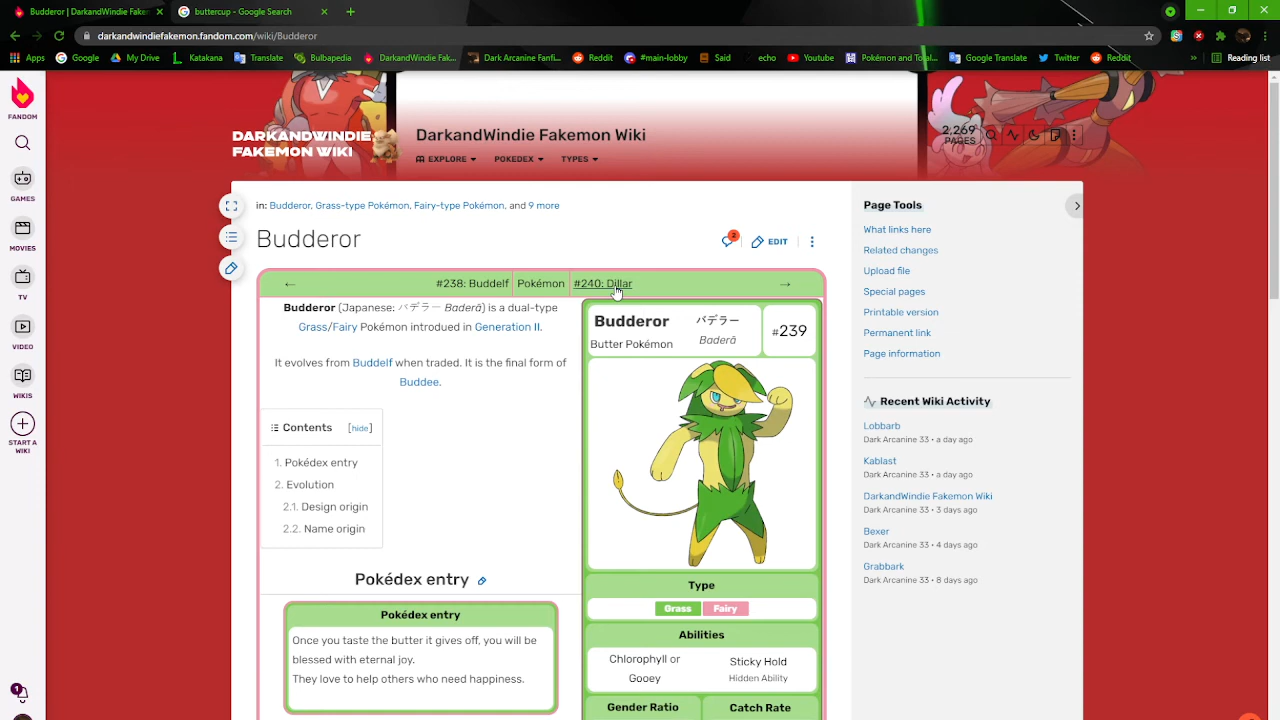 Budderor | DarkandWindie Fakem
buttercup - Google Search
darkandwindiefakemon.fandom.com/wiki/Budderor
Apps Google My Drive Katakana Translate Bulbapedia DarkandWindie Fak... Dark Arcanine Fanfi... Reddit #main-lobby Said echo Youtube Pokémon and Total... Google Translate Twitter Reddit » Reading list
FANDOM
GAMES
MOVIES
TV
VIDEO
WIKIS
START A
WIKI
1
DARKANDWINDIE
FAKEMON WIKI
DarkandWindie Fakemon Wiki
EXPLORE POKEDEX TYPES
2,269
PAGES
in: Budderor, Grass-type Pokémon, Fairy-type Pokémon, and 9 more
Budderor
2
EDIT
← #238: Buddelf Pokémon #240: Dillar →
Budderor (Japanese: バデラー Baderā) is a dual-type
Grass/Fairy Pokémon introdued in Generation II.
It evolves from Buddelf when traded. It is the final form of
Buddee.
Contents [hide]
1. Pokédex entry
2. Evolution
2.1. Design origin
2.2. Name origin
Pokédex entry
Pokédex entry
Once you taste the butter it gives off, you will be
blessed with eternal joy.
They love to help others who need happiness.
Budderor バデラー #239
Butter Pokémon Baderā
Type
Grass Fairy
Abilities
Chlorophyll or
Gooey
Sticky Hold
Hidden Ability
Gender Ratio Catch Rate
Page Tools
What links here
Related changes
Upload file
Special pages
Printable version
Permanent link
Page information
Recent Wiki Activity
Lobbarb
Dark Arcanine 33 • a day ago
Kablast
Dark Arcanine 33 • a day ago
DarkandWindie Fakemon Wiki
Dark Arcanine 33 • 3 days ago
Bexer
Dark Arcanine 33 • 4 days ago
Grabbark
Dark Arcanine 33 • 8 days ago